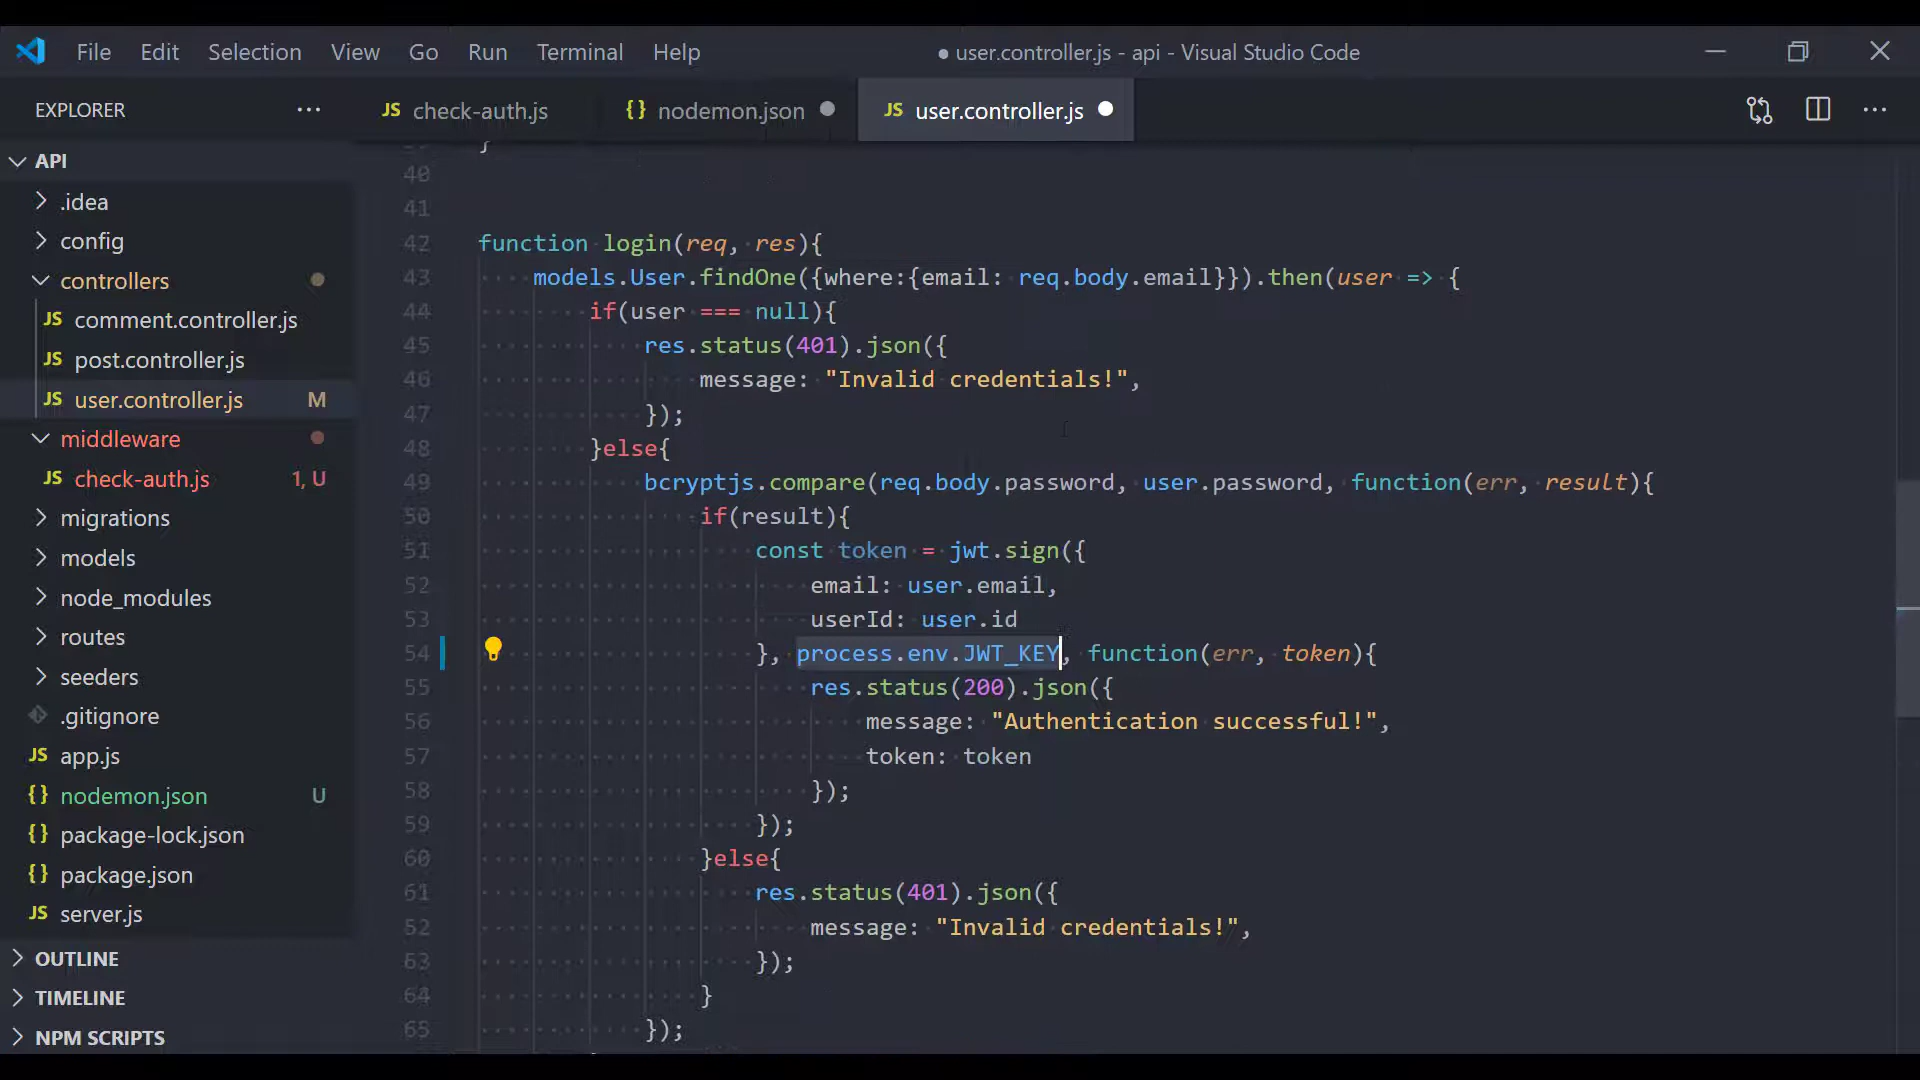 File Edit Selection View Go Run Terminal Help
● user.controller.js - api - Visual Studio Code
EXPLORER
JS check-auth.js
{} nodemon.json
JS user.controller.js
API
.idea
config
controllers
JS comment.controller.js
JS post.controller.js
JS user.controller.js M
middleware
JS check-auth.js 1, U
migrations
models
node_modules
routes
seeders
.gitignore
JS app.js
{} nodemon.json U
{} package-lock.json
{} package.json
JS server.js
OUTLINE
TIMELINE
NPM SCRIPTS
}
40
41
42 function login(req, res){
43 models.User.findOne({where:{email: req.body.email}}).then(user => {
44 if(user === null){
45 res.status(401).json({
46 message: "Invalid credentials!",
47 });
48 }else{
49 bcryptjs.compare(req.body.password, user.password, function(err, result){
50 if(result){
51 const token = jwt.sign({
52 email: user.email,
53 userId: user.id
54 }, process.env.JWT_KEY, function(err, token){
55 res.status(200).json({
56 message: "Authentication successful!",
57 token: token
58 });
59 });
60 }else{
61 res.status(401).json({
62 message: "Invalid credentials!",
63 });
64 }
65 });